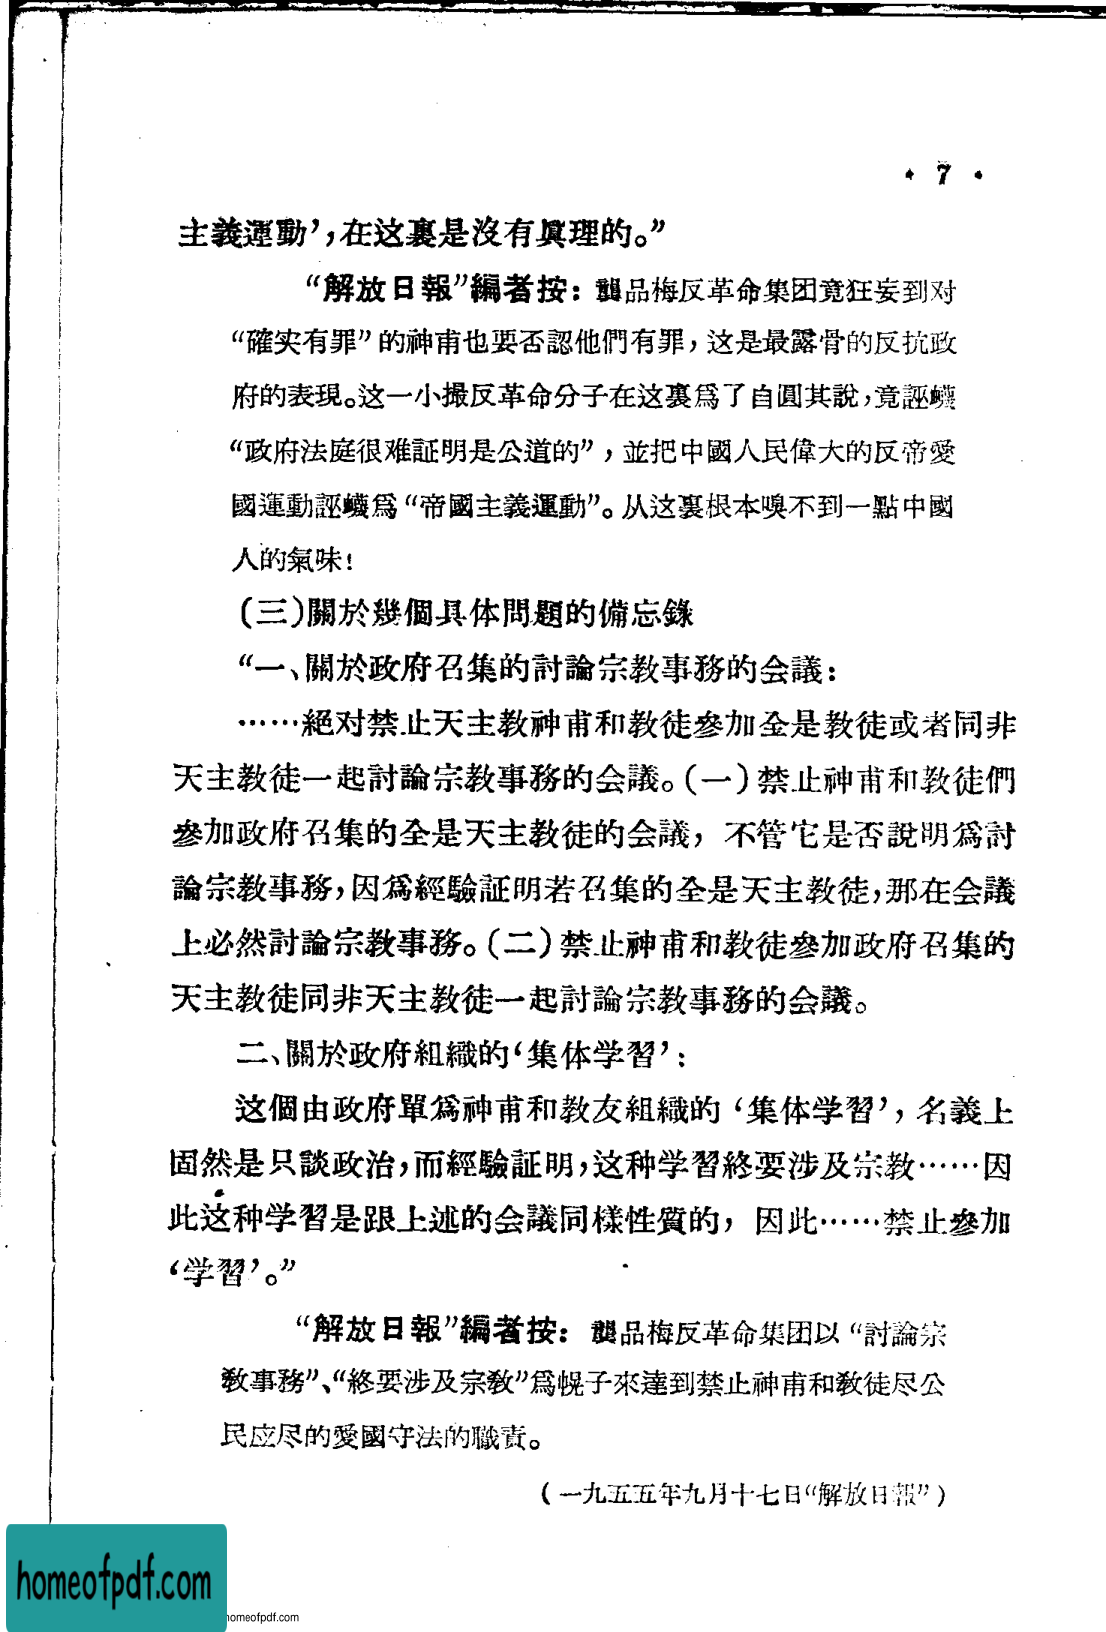 · 7 ·
主義運動’，在这裏是沒有眞理的。”
“解放日報”編者按：龔品梅反革命集团竟狂妄到对
“確实有罪”的神甫也要否認他們有罪，这是最露骨的反抗政
府的表現。这一小撮反革命分子在这裏爲了自圓其說，竟誣衊
“政府法庭很难証明是公道的”，並把中國人民偉大的反帝愛
國運動誣衊爲“帝國主義運動”。从这裏根本嗅不到一點中國
人的氣味！
(三)關於幾個具体問題的備忘錄
“一、關於政府召集的討論宗教事務的会議：
……絕对禁止天主教神甫和教徒參加全是教徒或者同非
天主教徒一起討論宗教事務的会議。(一)禁止神甫和教徒們
參加政府召集的全是天主教徒的会議，不管它是否說明爲討
論宗教事務，因爲經驗証明若召集的全是天主教徒，那在会議
上必然討論宗教事務。(二)禁止神甫和教徒參加政府召集的
天主教徒同非天主教徒一起討論宗教事務的会議。
二、關於政府組織的‘集体学習’：
这個由政府單爲神甫和教友組織的‘集体学習’，名義上
固然是只談政治，而經驗証明，这种学習終要涉及宗教……因
此这种学習是跟上述的会議同樣性質的，因此……禁止參加
‘学習’。”
“解放日報”編者按：龔品梅反革命集团以“討論宗
教事務”、“終要涉及宗教”爲幌子來達到禁止神甫和教徒尽公
民应尽的愛國守法的職責。
(一九五五年九月十七日“解放日報”)
homeofpdf.com
homeofpdf.com